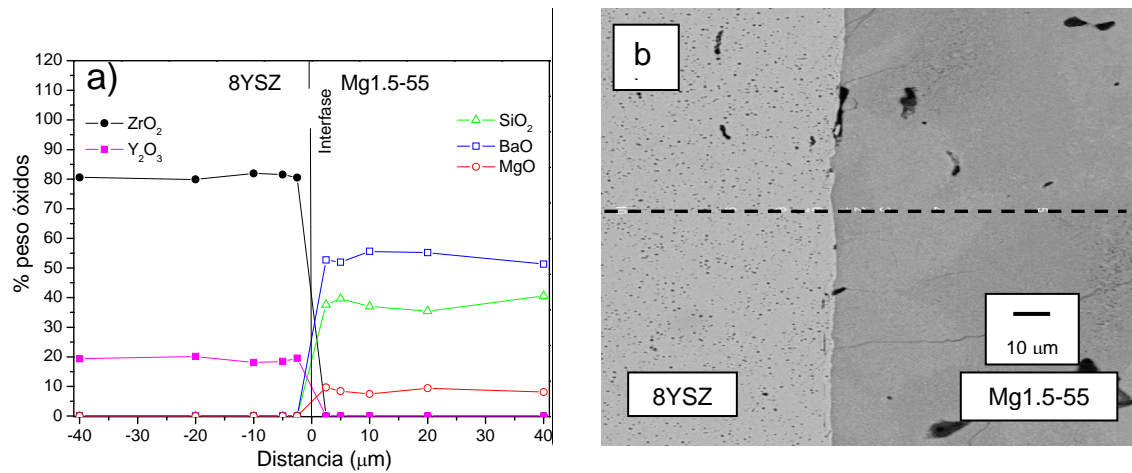 a)
8YSZ
Mg1.5-55
Interfase
ZrO₂
Y₂O₃
SiO₂
BaO
MgO
% peso óxidos
120
110
100
90
80
70
60
50
40
30
20
10
0
-40 -30 -20 -10 0 10 20 30 40
Distancia (μm)
b
10 μm
8YSZ
Mg1.5-55